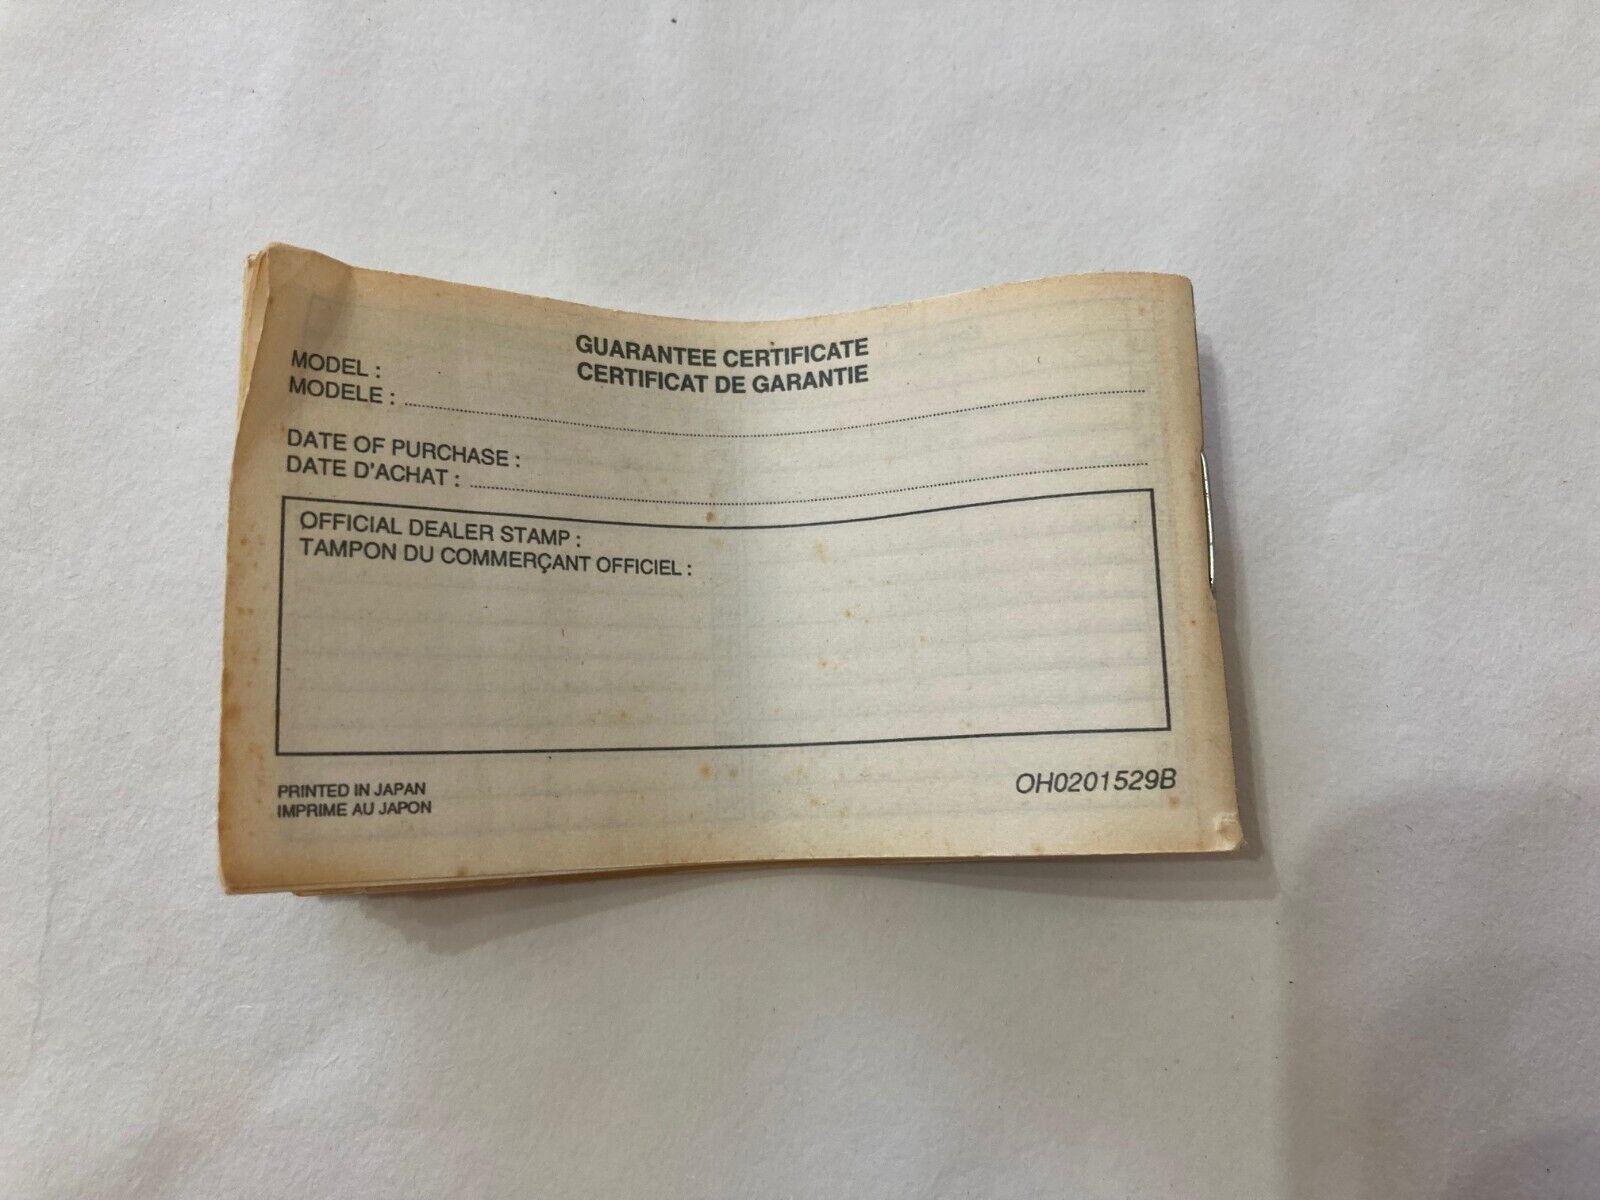 GUARANTEE CERTIFICATE
CERTIFICAT DE GARANTIE
MODEL :
MODELE :
DATE OF PURCHASE :
DATE D'ACHAT :
OFFICIAL DEALER STAMP :
TAMPON DU COMMERÇANT OFFICIEL :
PRINTED IN JAPAN
IMPRIME AU JAPON
OH0201529B